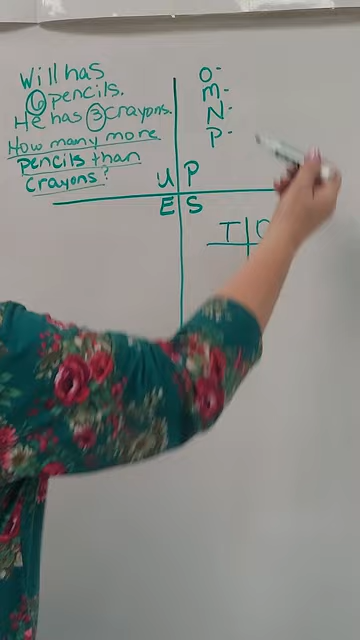 Will has
6 pencils.
He has 3 crayons.
How many more
pencils than
crayons?
O-
M-
N-
P-
U P
E S
T